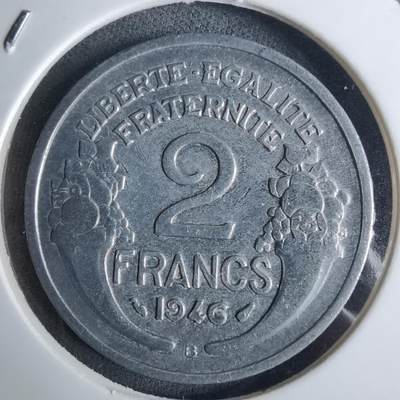 LIBERTE-EGALITE-
FRATERNITE
2
FRANCS
1946
B